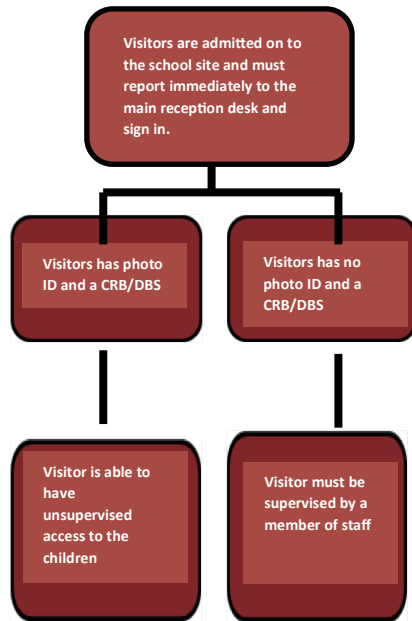 Visitors are admitted on to
the school site and must
report immediately to the
main reception desk and
sign in.
Visitors has photo
ID and a CRB/DBS
Visitors has no
photo ID and a
CRB/DBS
Visitor is able to
have
unsupervised
access to the
children
Visitor must be
supervised by a
member of staff